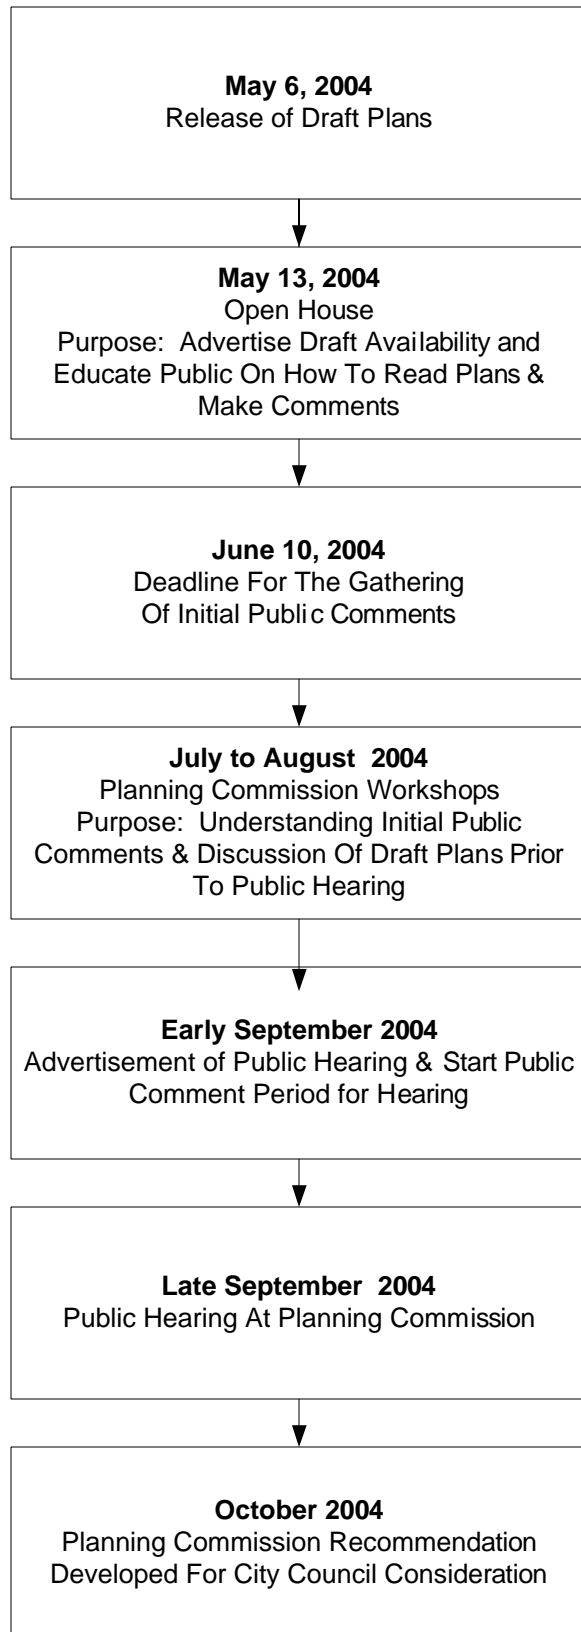 May 6, 2004
Release of Draft Plans
May 13, 2004
Open House
Purpose: Advertise Draft Availability and
Educate Public On How To Read Plans &
Make Comments
June 10, 2004
Deadline For The Gathering
Of Initial Public Comments
July to August 2004
Planning Commission Workshops
Purpose: Understanding Initial Public
Comments & Discussion Of Draft Plans Prior
To Public Hearing
Early September 2004
Advertisement of Public Hearing & Start Public
Comment Period for Hearing
Late September 2004
Public Hearing At Planning Commission
October 2004
Planning Commission Recommendation
Developed For City Council Consideration